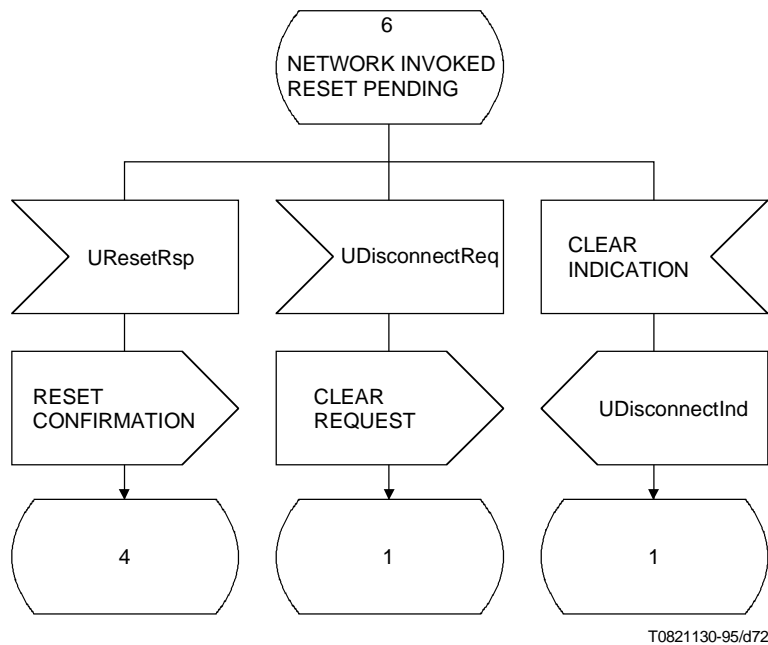 6
NETWORK INVOKED
RESET PENDING
UResetRsp
UDisconnectReq
CLEAR
INDICATION
RESET
CONFIRMATION
CLEAR
REQUEST
UDisconnectInd
4
1
1
T0821130-95/d72